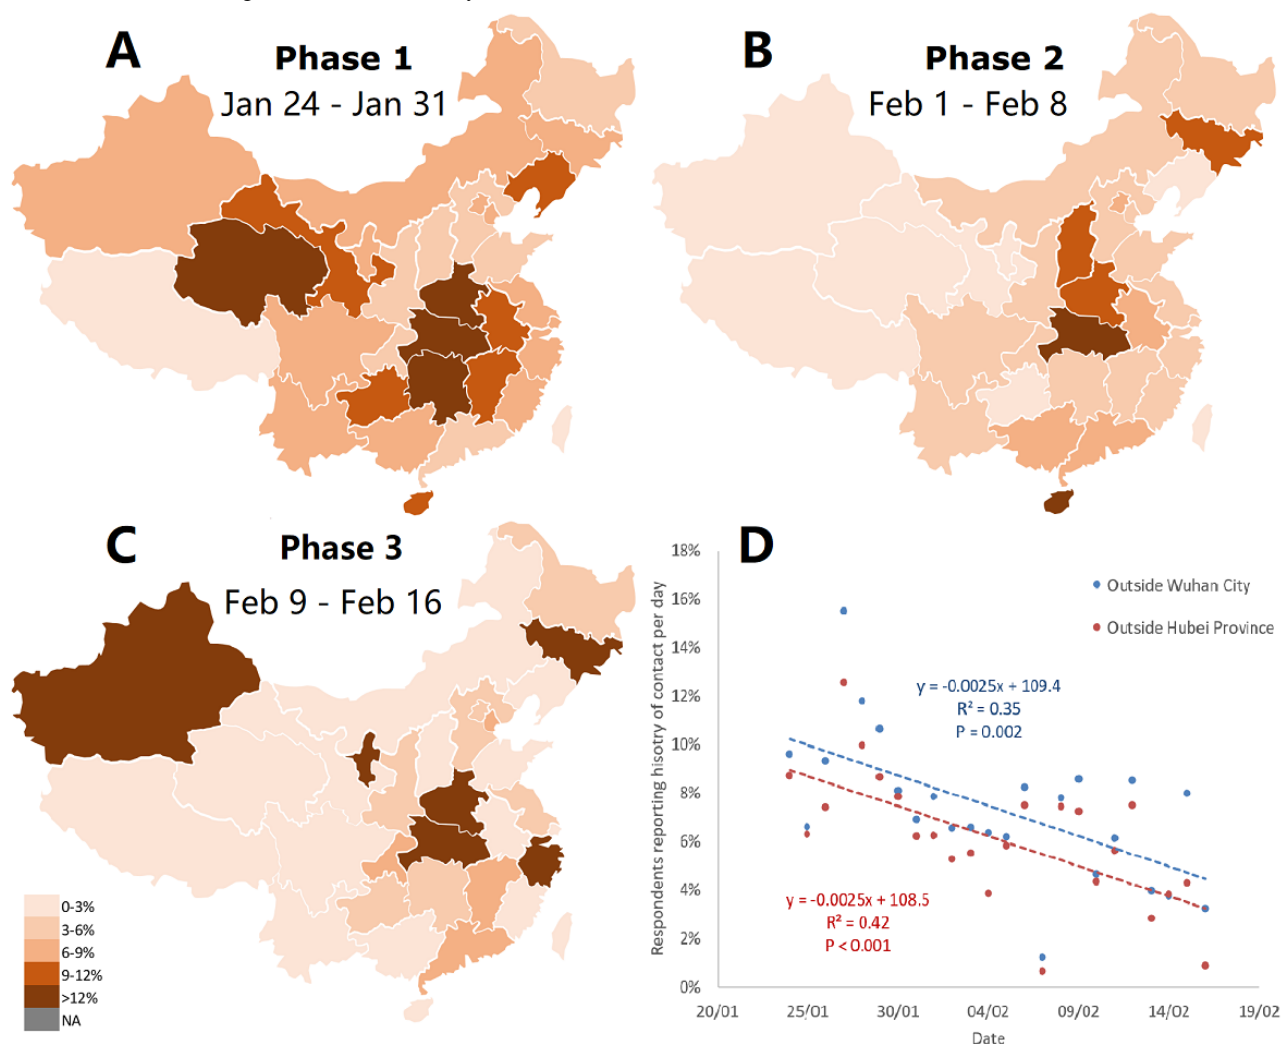 A
Phase 1
Jan 24 - Jan 31
B
Phase 2
Feb 1 - Feb 8
C
Phase 3
Feb 9 - Feb 16
0-3%
3-6%
6-9%
9-12%
>12%
NA
D
Respondents reporting hisotry of contact per day
18%
16%
14%
12%
10%
8%
6%
4%
2%
0%
Outside Wuhan City
Outside Hubei Province
y = -0.0025x + 109.4
R² = 0.35
P = 0.002
y = -0.0025x + 108.5
R² = 0.42
P < 0.001
20/01 25/01 30/01 04/02 09/02 14/02 19/02
Date